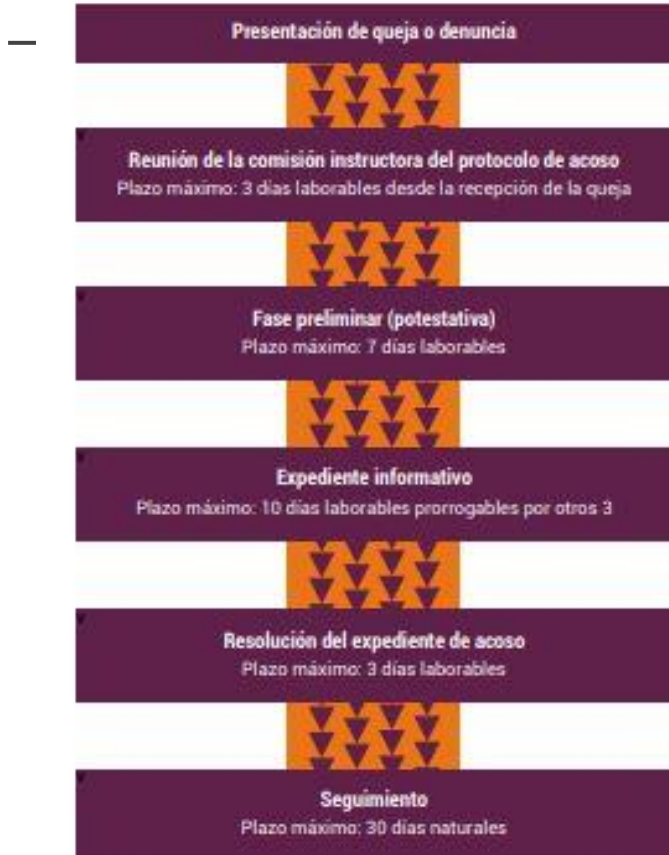 Presentación de queja o denuncia
Reunión de la comisión instructora del protocolo de acoso
Plazo máximo: 3 días laborables desde la recepción de la queja
Fase preliminar (potestativa)
Plazo máximo: 7 días laborables
Expediente informativo
Plazo máximo: 10 días laborables prorrogables por otros 3
Resolución del expediente de acoso
Plazo máximo: 3 días laborables
Seguimiento
Plazo máximo: 30 días naturales